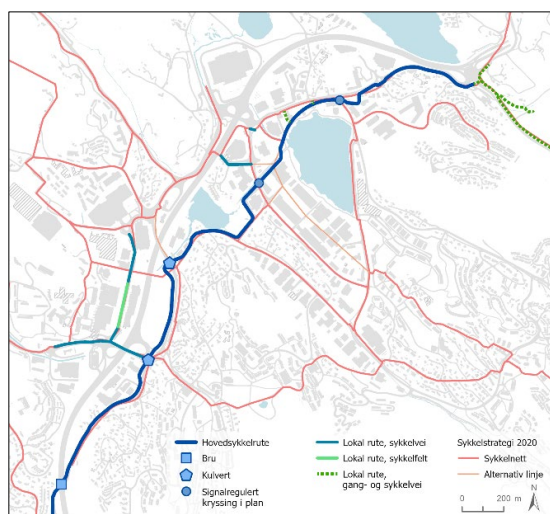 Hovedsykkelrute
Bru
Kulvert
Signalregulert
kryssing i plan
Lokal rute, sykkelvei
Lokal rute, sykkelfelt
Lokal rute,
gang- og sykkelvei
Sykkelstrategi 2020
Sykkelnett
Alternativ linje
0 200 m
N